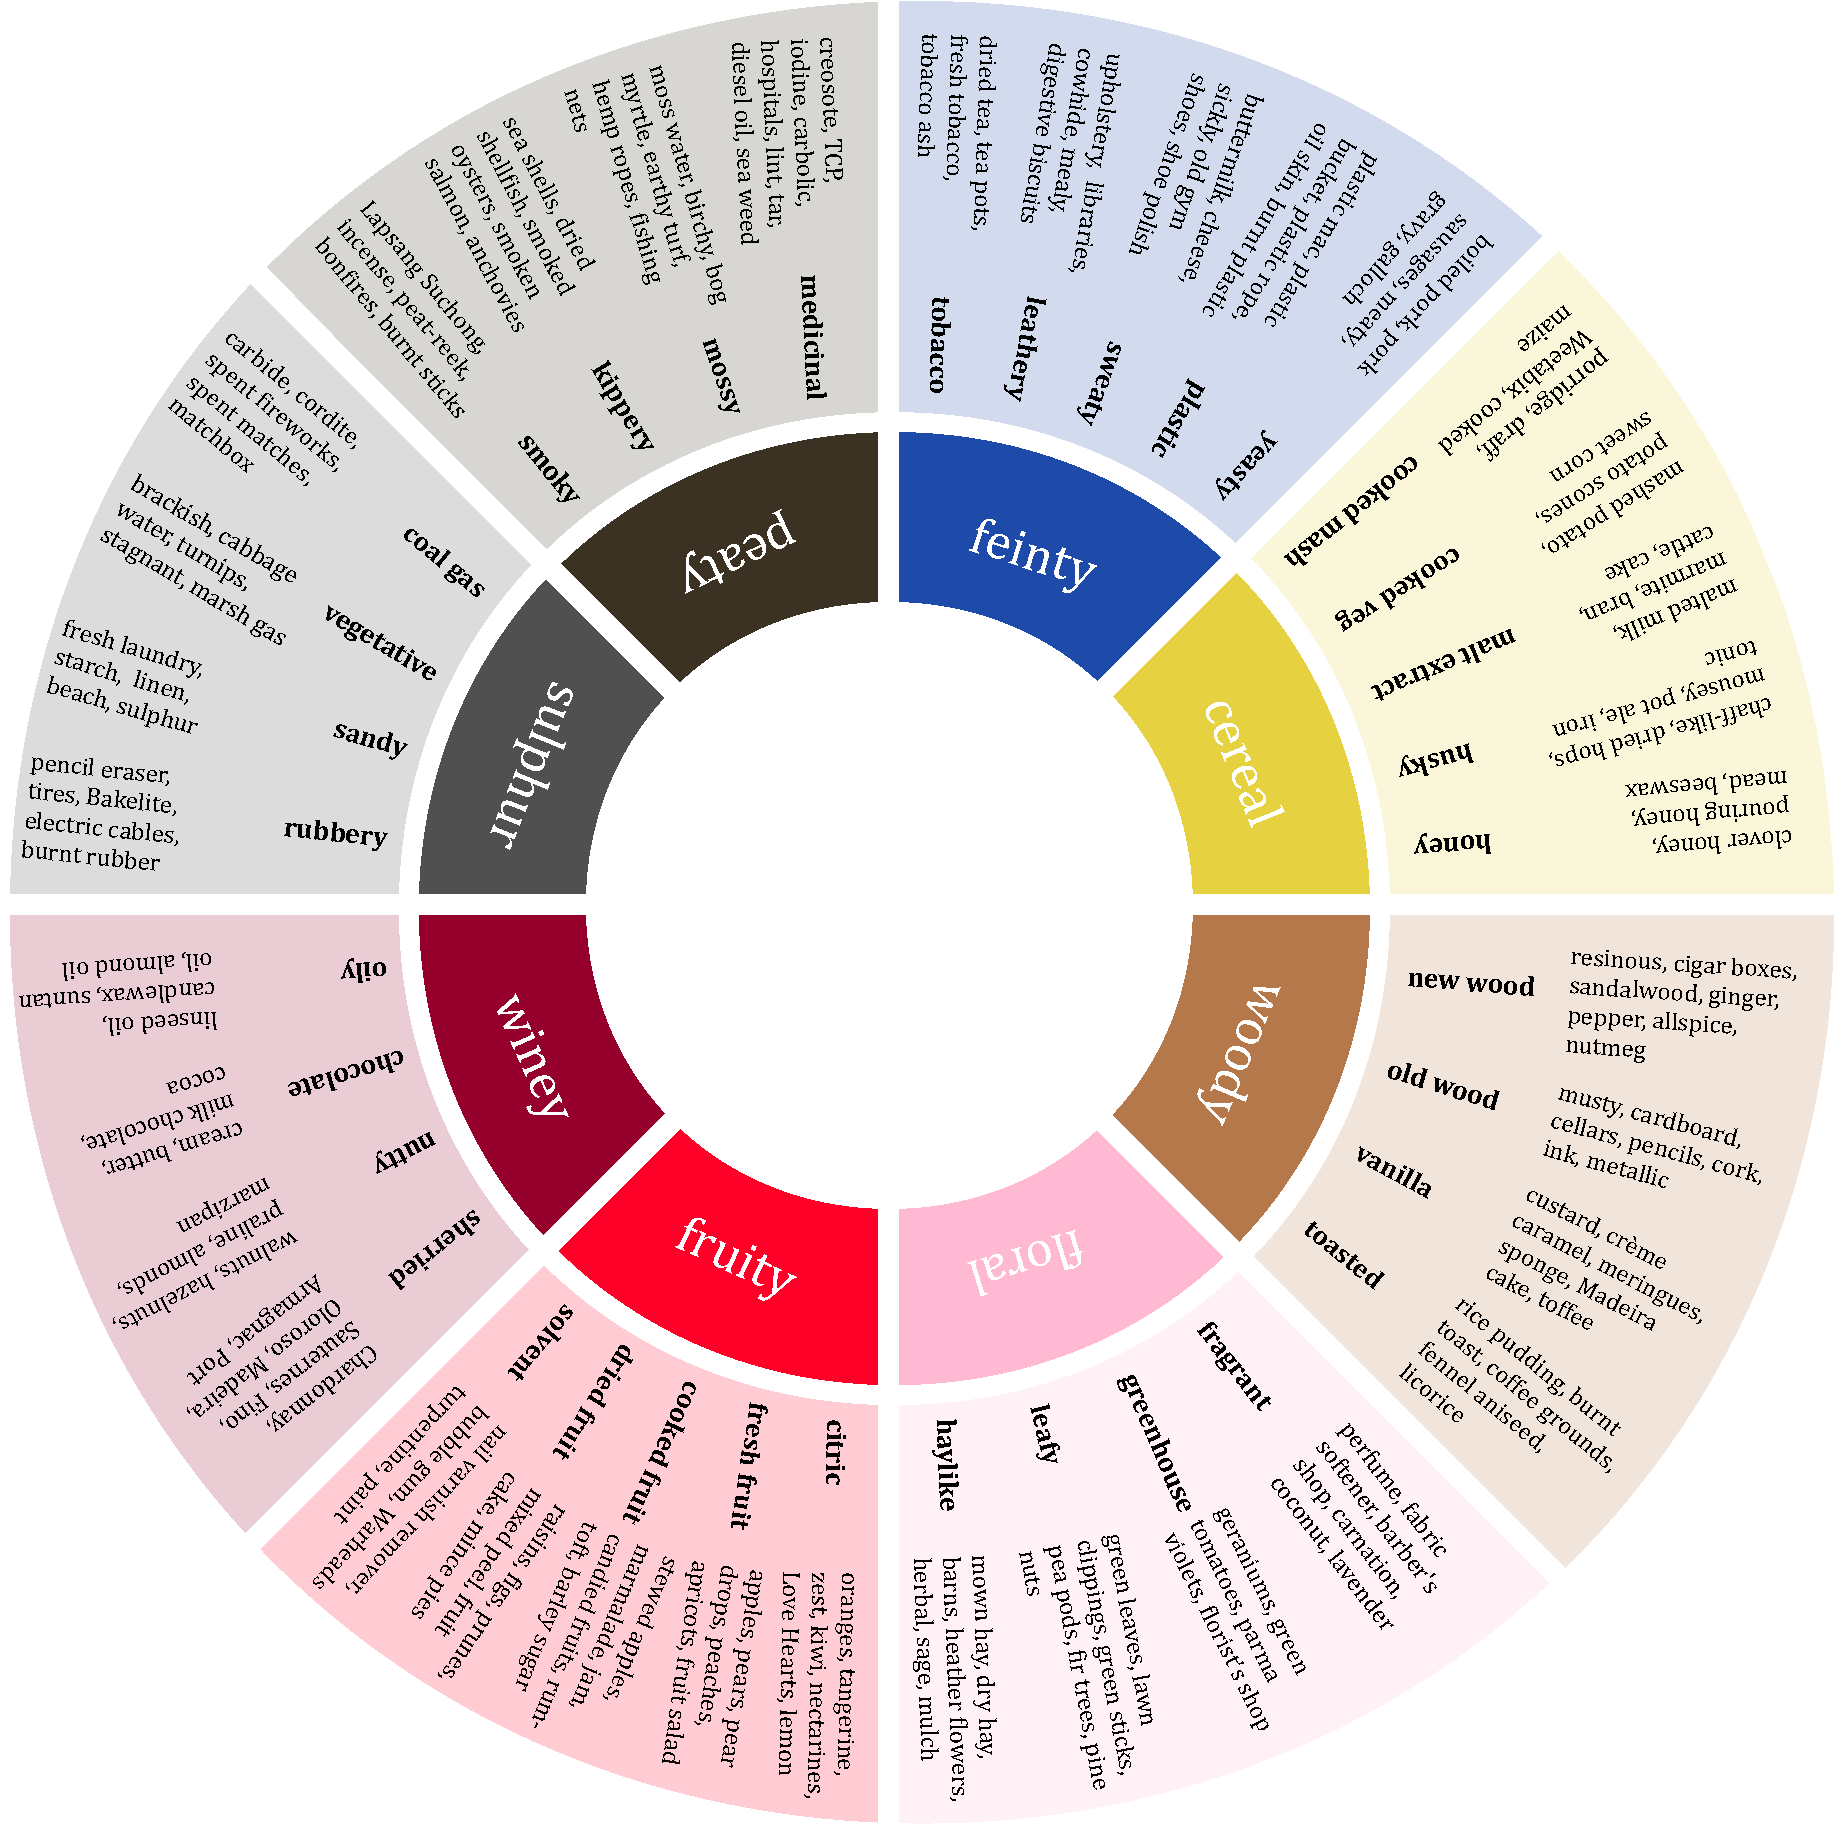 feinty
tobacco
dried tea, tea pots,
fresh tobacco,
tobacco ash
leathery
upholstery, libraries,
cowhide, mealy,
digestive biscuits
sweaty
buttermilk, cheese,
sickly, old gym
shoes, shoe polish
plastic
plastic mac, plastic
bucket, plastic rope,
oil skin, burnt plastic
yeasty
boiled pork, pork
sausages, meaty,
gravy, galloch
cereal
cooked mash
porridge, draff,
Weetabix, cooked
maize
cooked veg
mashed potato,
potato scones,
sweet corn
malt extract
malted milk,
marmite, bran,
cattle, cake
husky
chaff-like, dried hops,
mousey, pot ale, iron
tonic
honey
clover honey,
pouring honey,
mead, beeswax
woody
new wood
resinous, cigar boxes,
sandalwood, ginger,
pepper, allspice,
nutmeg
old wood
musty, cardboard,
cellars, pencils, cork,
ink, metallic
vanilla
custard, crème
caramel, meringues,
sponge, Madeira
cake, toffee
toasted
rice pudding, burnt
toast, coffee grounds,
fennel aniseed,
licorice
floral
fragrant
perfume, fabric
softener, barber's
shop, carnation,
coconut, lavender
greenhouse
geraniums, green
tomatoes, parma
violets, florist's shop
leafy
green leaves, lawn
clippings, green sticks,
pea pods, fir trees, pine
nuts
haylike
mown hay, dry hay,
barns, heather flowers,
herbal, sage, mulch
fruity
citric
oranges, tangerine,
zest, kiwi, nectarines,
Love Hearts, lemon
fresh fruit
apples, pears, pear
drops, peaches,
apricots, fruit salad
cooked fruit
stewed apples,
marmalade, jam,
candied fruits, rum-
toft, barley sugar
dried fruit
raisins, figs, prunes,
mixed peel, fruit
cake, mince pies
solvent
nail varnish remover,
bubble gum, Warheads
turpentine, paint
winey
sherried
Chardonnay,
Sauternes, Fino,
Oloroso, Madeira,
Armagnac, Port
nutty
walnuts, hazelnuts,
praline, almonds,
marzipan
chocolate
cream, butter,
milk chocolate,
cocoa
oily
linseed oil,
candlewax, suntan
oil, almond oil
sulphur
rubbery
pencil eraser,
tires, Bakelite,
electric cables,
burnt rubber
sandy
fresh laundry,
starch, linen,
beach, sulphur
vegetative
brackish, cabbage
water, turnips,
stagnant, marsh gas
coal gas
carbide, cordite,
spent fireworks,
spent matches,
matchbox
peaty
smoky
Lapsang Suchong,
incense, peat-reek,
bonfires, burnt sticks
kippery
sea shells, dried
shellfish, smoked
oysters, smoken
salmon, anchovies
mossy
moss water, birchy, bog
myrtle, earthy turf,
hemp ropes, fishing
nets
medicinal
creosote, TCP,
iodine, carbolic,
hospitals, lint, tar,
diesel oil, sea weed